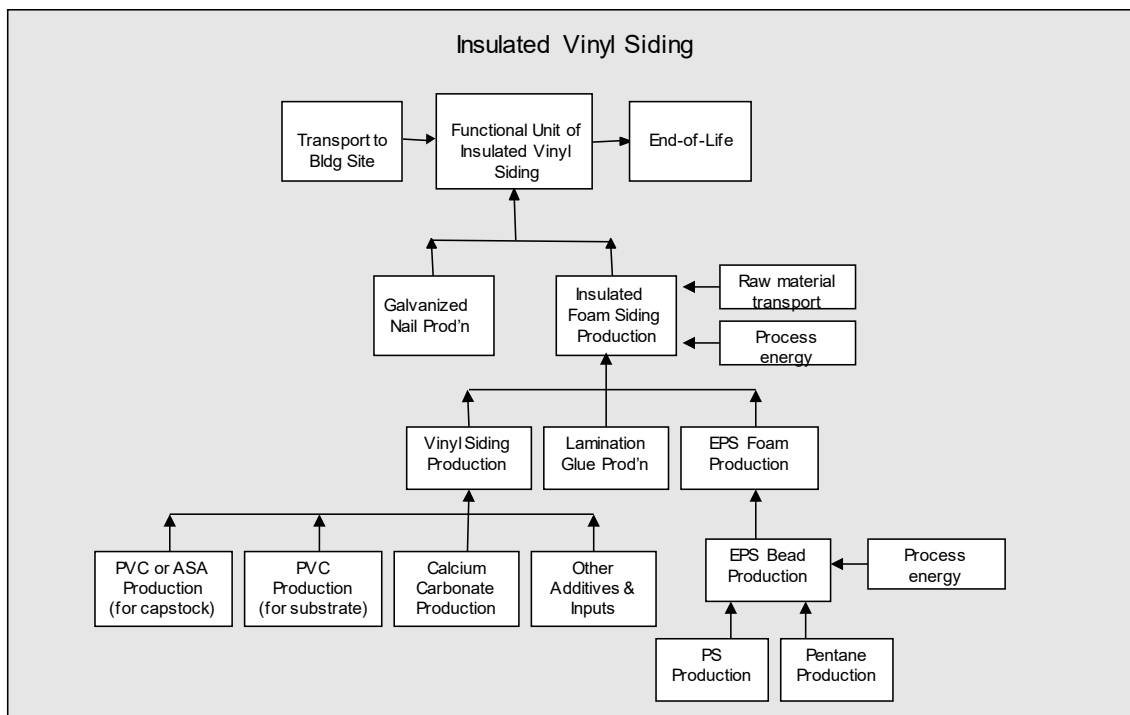 Insulated Vinyl Siding
Transport to
Bldg Site
Functional Unit of
Insulated Vinyl
Siding
End-of-Life
Galvanized
Nail Prod'n
Insulated
Foam Siding
Production
Raw material
transport
Process
energy
Vinyl Siding
Production
Lamination
Glue Prod'n
EPS Foam
Production
PVC or ASA
Production
(for capstock)
PVC
Production
(for substrate)
Calcium
Carbonate
Production
Other
Additives &
Inputs
EPS Bead
Production
Process
energy
PS
Production
Pentane
Production